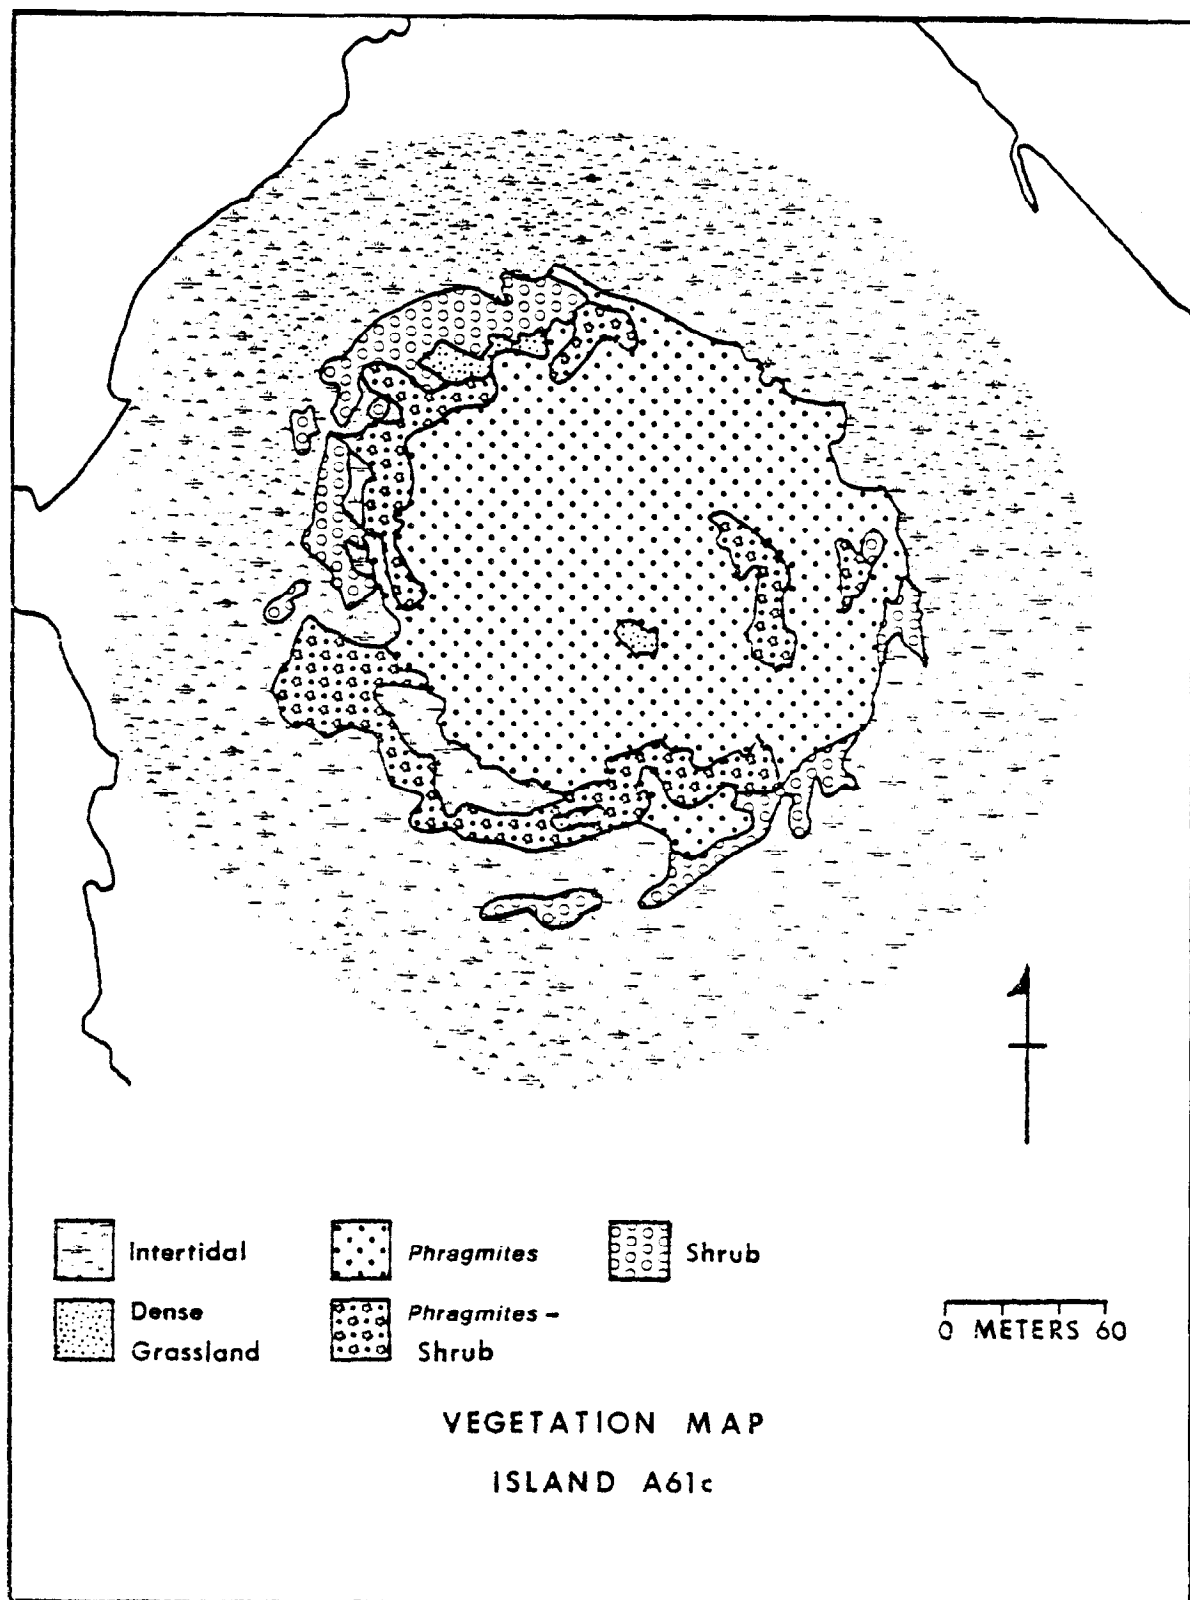 Intertidal
Phragmites
Shrub
Dense
Grassland
Phragmites –
Shrub
0 METERS 60
VEGETATION MAP
ISLAND A61c